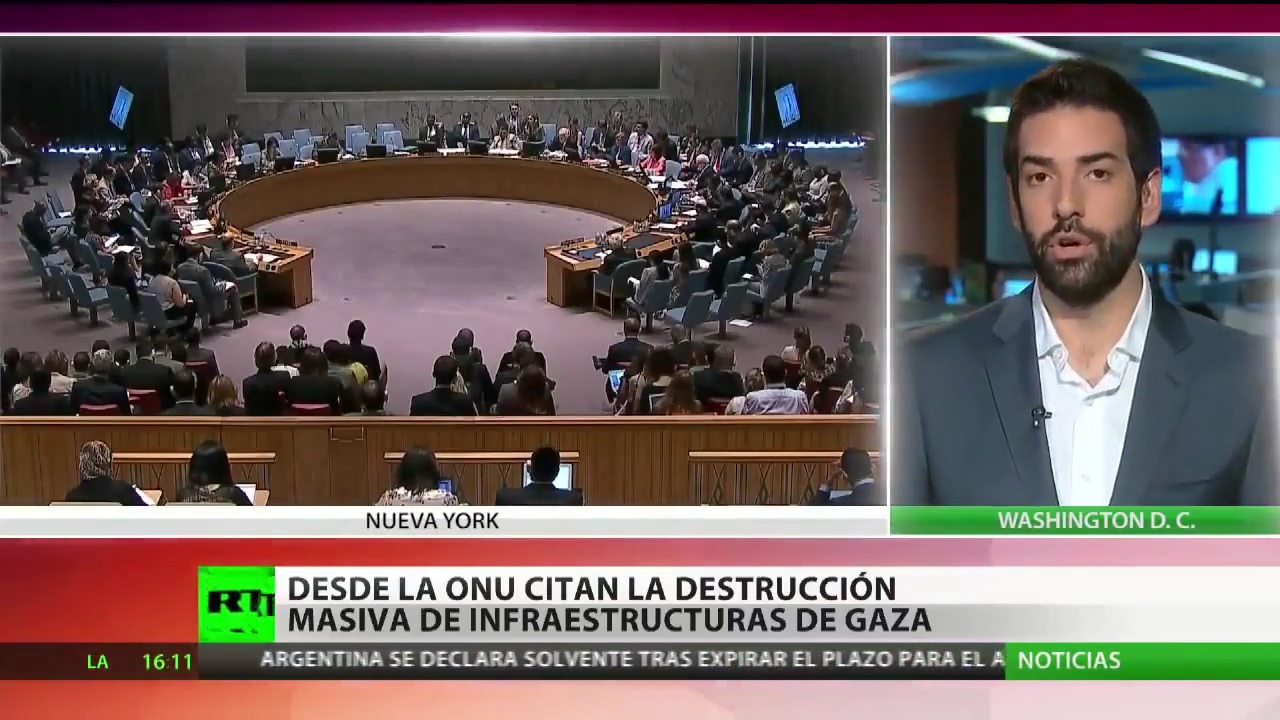 NUEVA YORK
WASHINGTON D. C.
RT
DESDE LA ONU CITAN LA DESTRUCCIÓN
MASIVA DE INFRAESTRUCTURAS DE GAZA
LA 16:11 ARGENTINA SE DECLARA SOLVENTE TRAS EXPIRAR EL PLAZO PARA EL A NOTICIAS